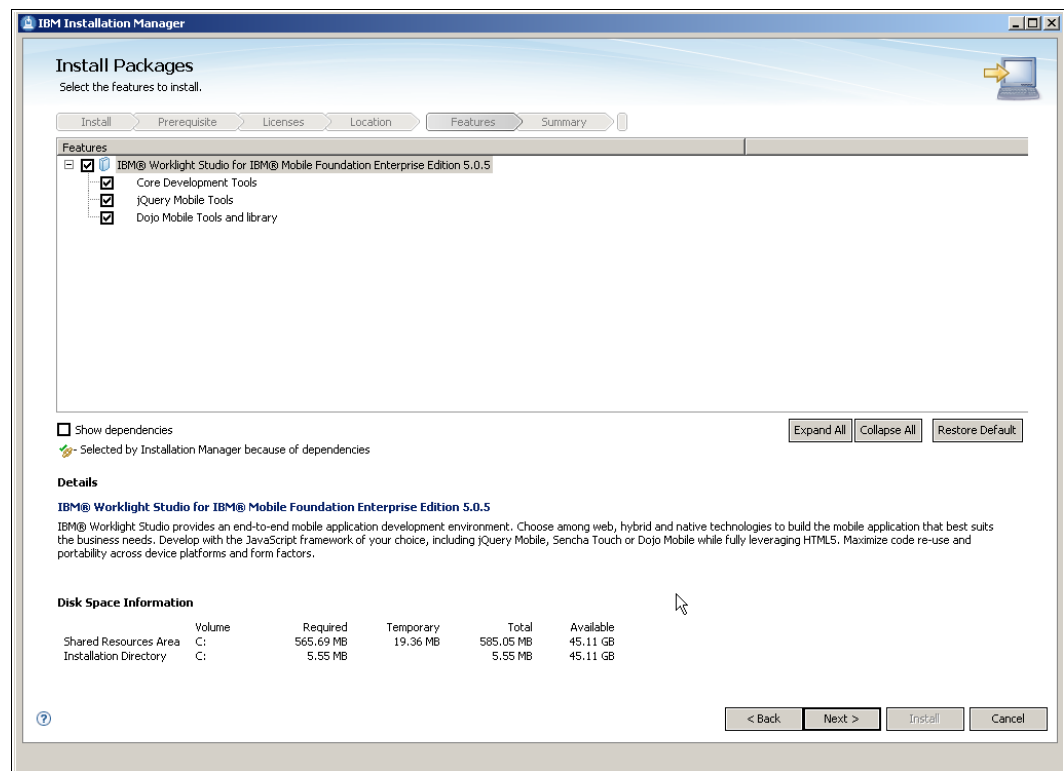 IBM Installation Manager
Install Packages
Select the features to install.
Install Prerequisite Licenses Location Features Summary
Features
IBM® Worklight Studio for IBM® Mobile Foundation Enterprise Edition 5.0.5
Core Development Tools
jQuery Mobile Tools
Dojo Mobile Tools and library
Show dependencies
Expand All Collapse All Restore Default
- Selected by Installation Manager because of dependencies
Details
IBM® Worklight Studio for IBM® Mobile Foundation Enterprise Edition 5.0.5
IBM® Worklight Studio provides an end-to-end mobile application development environment. Choose among web, hybrid and native technologies to build the mobile application that best suits
the business needs. Develop with the JavaScript framework of your choice, including jQuery Mobile, Sencha Touch or Dojo Mobile while fully leveraging HTML5. Maximize code re-use and
portability across device platforms and form factors.
Disk Space Information
Volume Required Temporary Total Available
Shared Resources Area C: 565.69 MB 19.36 MB 585.05 MB 45.11 GB
Installation Directory C: 5.55 MB 5.55 MB 45.11 GB
? < Back Next > Install Cancel